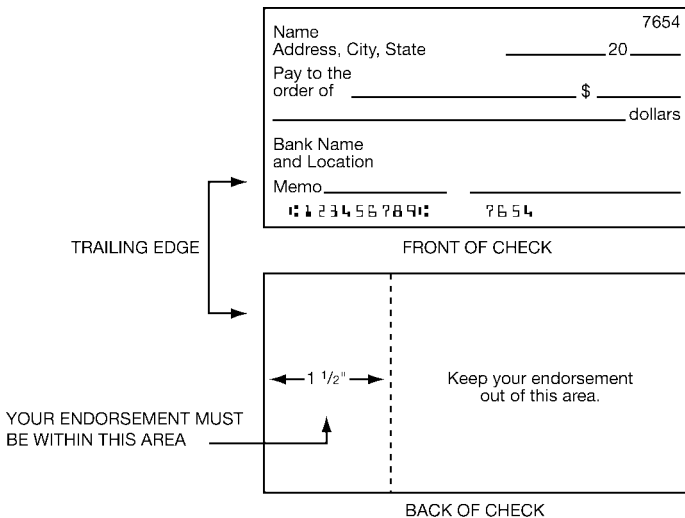 7654
Name
Address, City, State 20
Pay to the
order of $
dollars
Bank Name
and Location
Memo
⑆123456789⑆ 7654
TRAILING EDGE
FRONT OF CHECK
1 1/2"
Keep your endorsement
out of this area.
YOUR ENDORSEMENT MUST
BE WITHIN THIS AREA
BACK OF CHECK